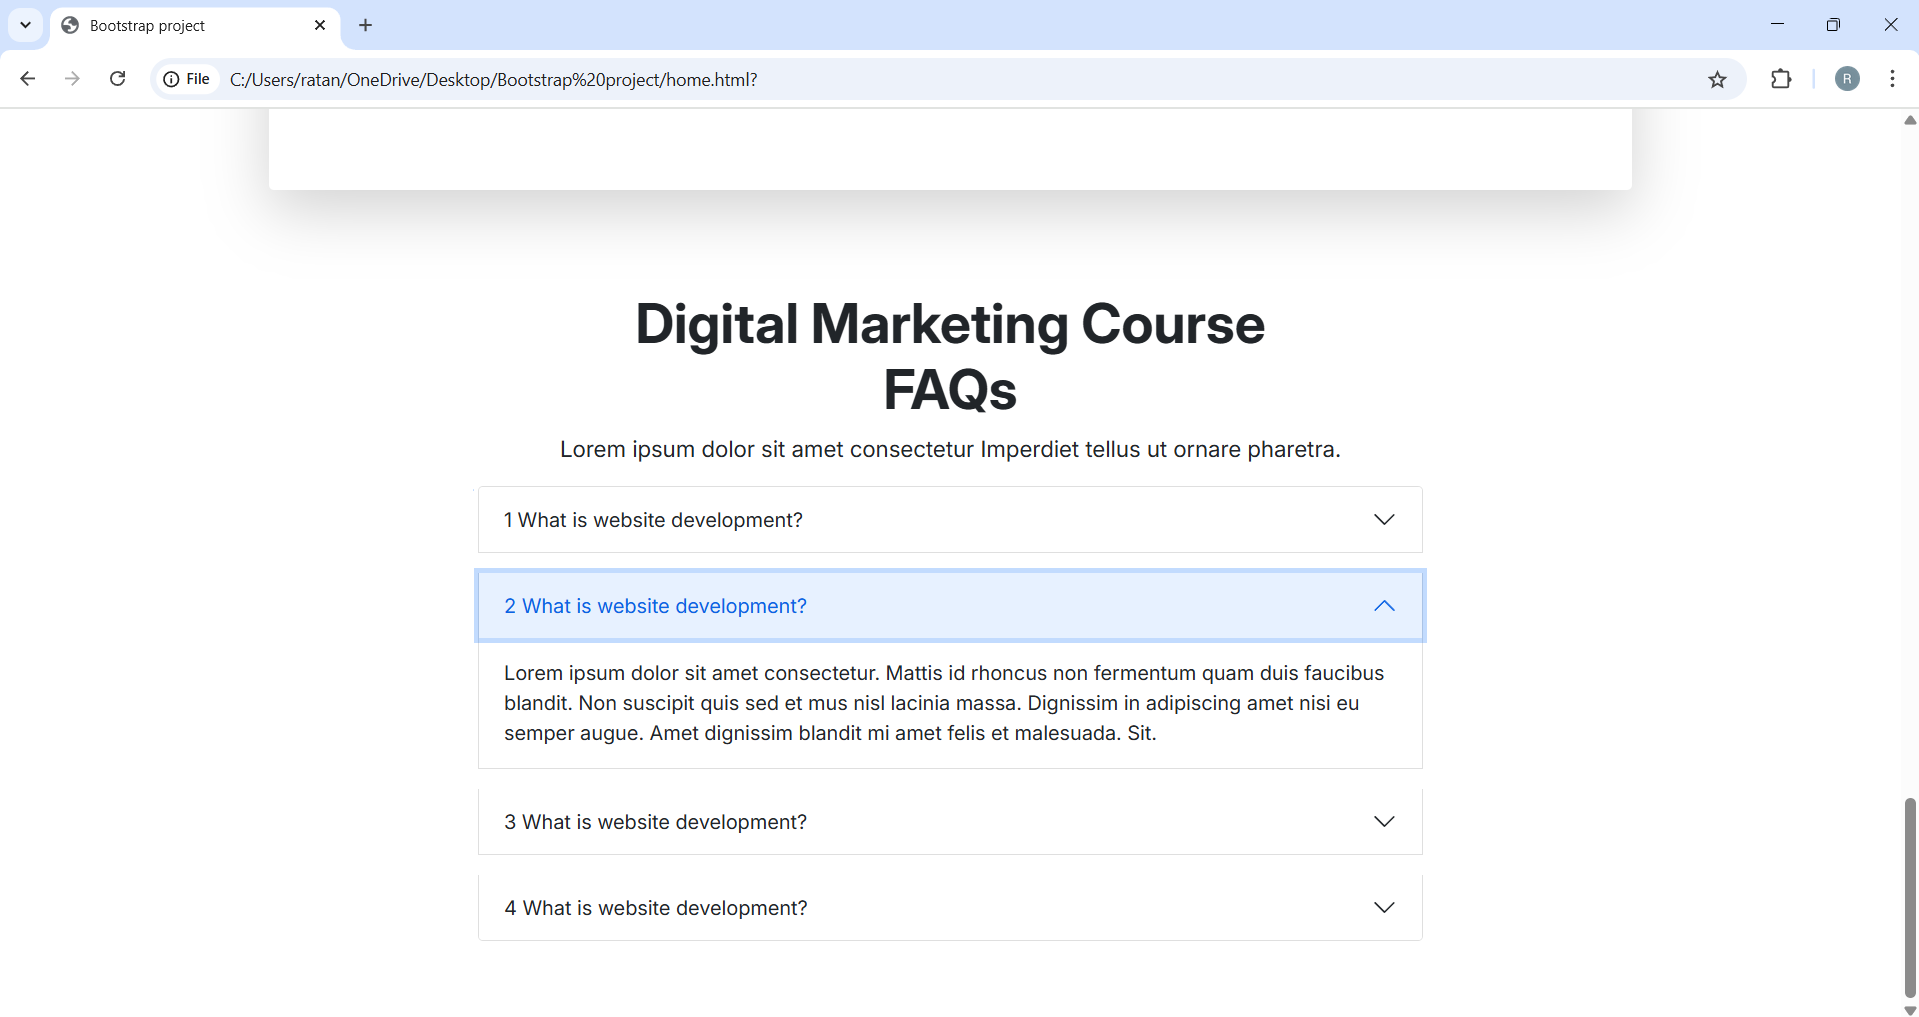 Bootstrap project
File
C:/Users/ratan/OneDrive/Desktop/Bootstrap%20project/home.html?
R
Digital Marketing Course
FAQs
Lorem ipsum dolor sit amet consectetur Imperdiet tellus ut ornare pharetra.
1 What is website development?
2 What is website development?
Lorem ipsum dolor sit amet consectetur. Mattis id rhoncus non fermentum quam duis faucibus
blandit. Non suscipit quis sed et mus nisl lacinia massa. Dignissim in adipiscing amet nisi eu
semper augue. Amet dignissim blandit mi amet felis et malesuada. Sit.
3 What is website development?
4 What is website development?